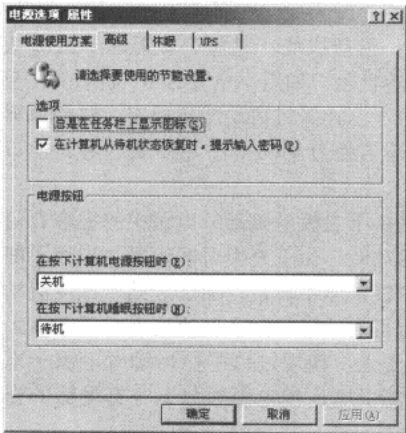 电源选项 属性
电源使用方案 高级 休眠 UPS
请选择要使用的节能设置。
选项
总是在任务栏上显示图标(S)
在计算机从待机状态恢复时，提示输入密码(P)
电源按钮
在按下计算机电源按钮时(E):
关机
在按下计算机睡眠按钮时(N):
待机
确定 取消 应用(A)